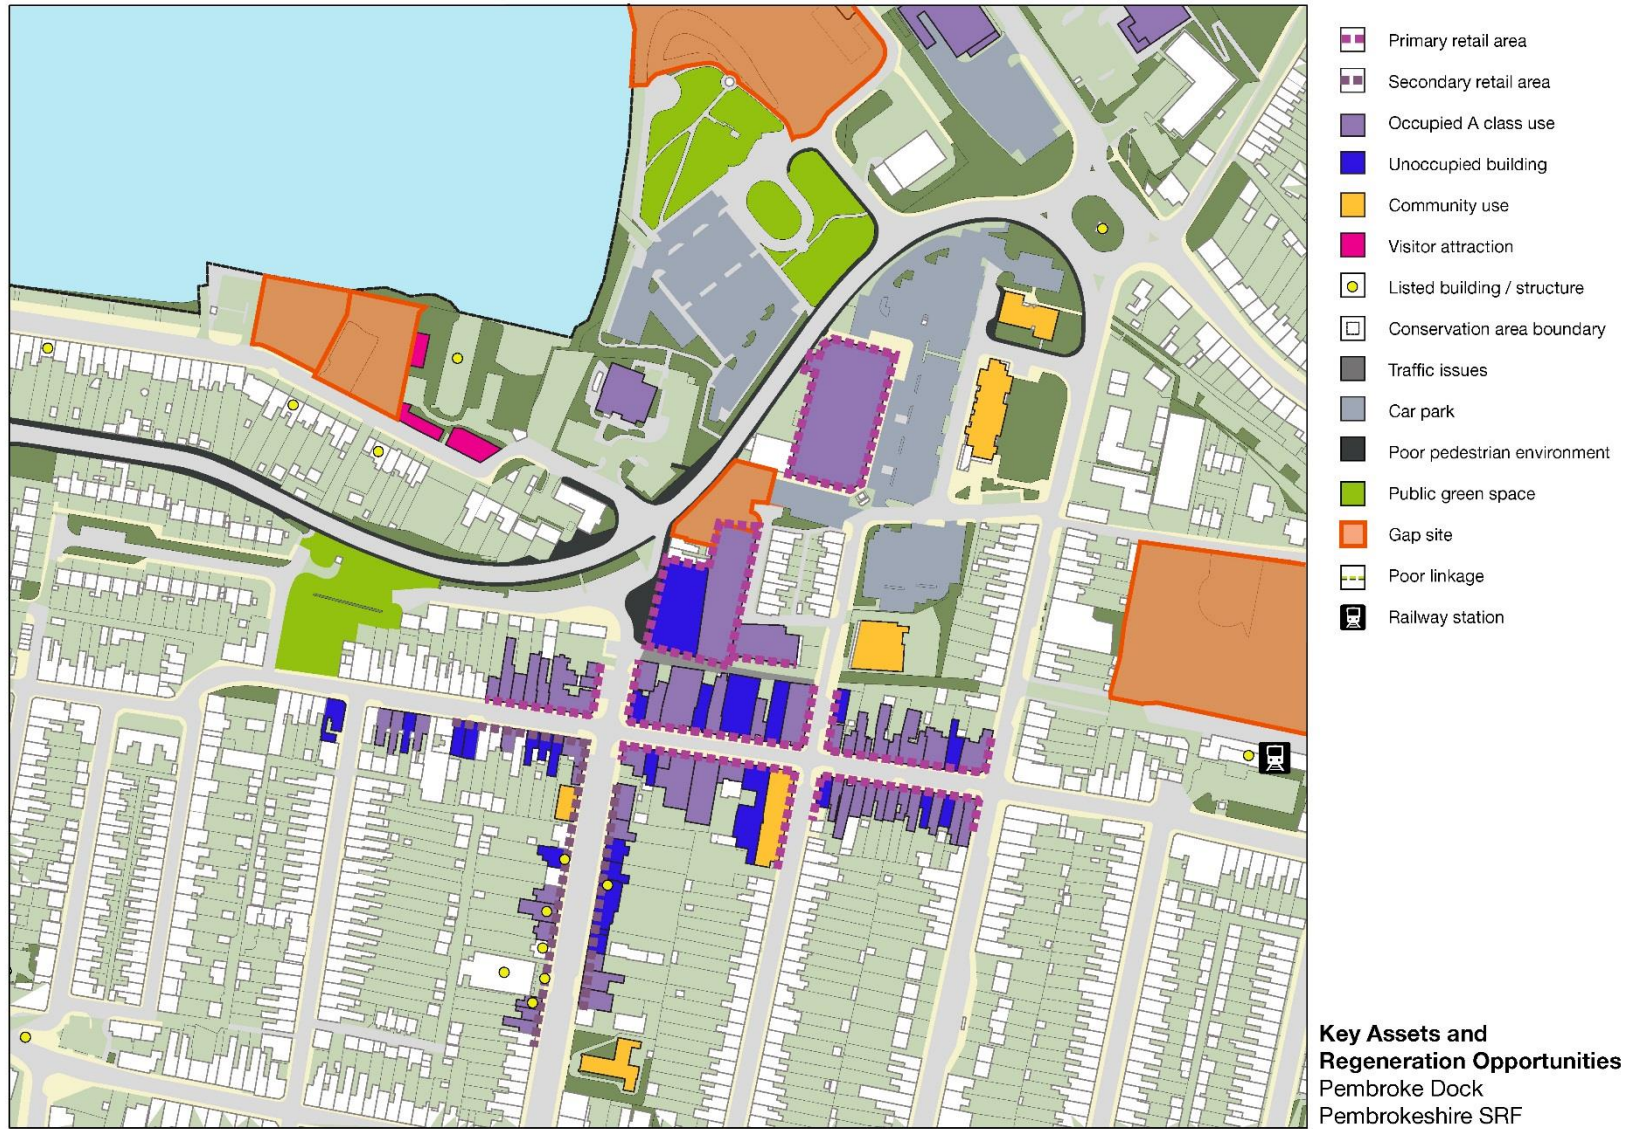 Primary retail area
Secondary retail area
Occupied A class use
Unoccupied building
Community use
Visitor attraction
Listed building / structure
Conservation area boundary
Traffic issues
Car park
Poor pedestrian environment
Public green space
Gap site
Poor linkage
Railway station
Key Assets and
Regeneration Opportunities
Pembroke Dock
Pembrokeshire SRF